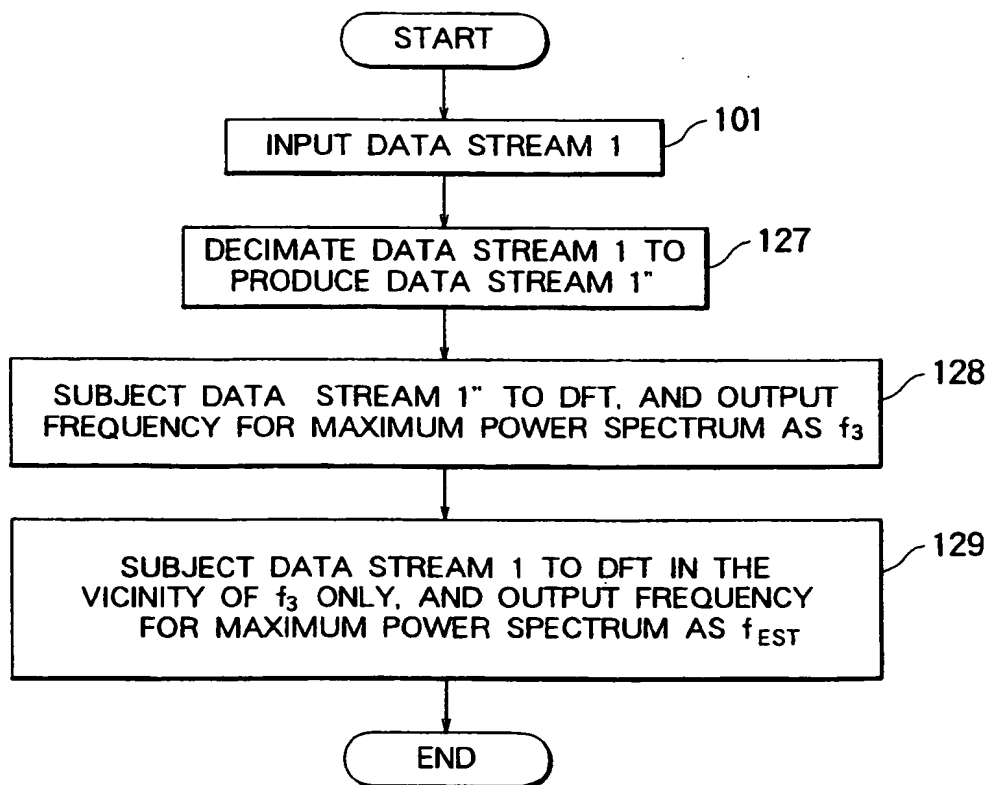 START
INPUT DATA STREAM 1
101
DECIMATE DATA STREAM 1 TO
PRODUCE DATA STREAM 1"
127
SUBJECT DATA STREAM 1" TO DFT, AND OUTPUT
FREQUENCY FOR MAXIMUM POWER SPECTRUM AS f₃
128
SUBJECT DATA STREAM 1 TO DFT IN THE
VICINITY OF f₃ ONLY, AND OUTPUT FREQUENCY
FOR MAXIMUM POWER SPECTRUM AS fEST
129
END